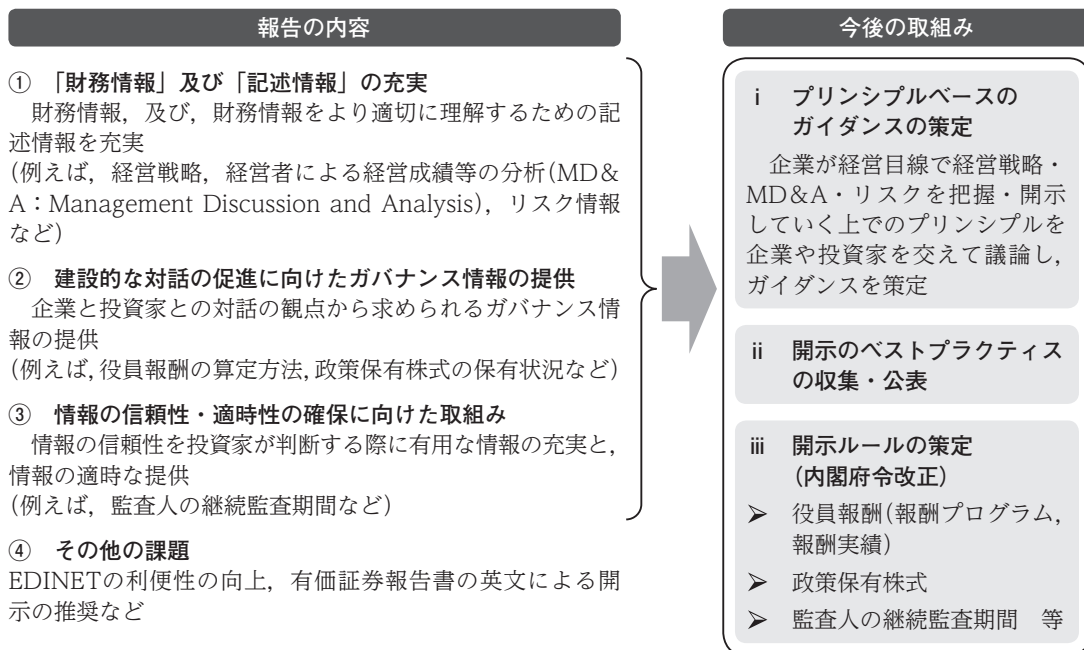 報告の内容
① 「財務情報」及び「記述情報」の充実
財務情報，及び，財務情報をより適切に理解するための記
述情報を充実
(例えば，経営戦略，経営者による経営成績等の分析(MD&
A：Management Discussion and Analysis)，リスク情報
など)
② 建設的な対話の促進に向けたガバナンス情報の提供
企業と投資家との対話の観点から求められるガバナンス情
報の提供
(例えば，役員報酬の算定方法，政策保有株式の保有状況など)
③ 情報の信頼性・適時性の確保に向けた取組み
情報の信頼性を投資家が判断する際に有用な情報の充実と，
情報の適時な提供
(例えば，監査人の継続監査期間など)
④ その他の課題
EDINETの利便性の向上，有価証券報告書の英文による開
示の推奨など
今後の取組み
ⅰ プリンシプルベースの
ガイダンスの策定
企業が経営目線で経営戦略・
MD&A・リスクを把握・開示
していく上でのプリンシプルを
企業や投資家を交えて議論し，
ガイダンスを策定
ⅱ 開示のベストプラクティス
の収集・公表
ⅲ 開示ルールの策定
(内閣府令改正)
➢ 役員報酬(報酬プログラム，
報酬実績)
➢ 政策保有株式
➢ 監査人の継続監査期間 等